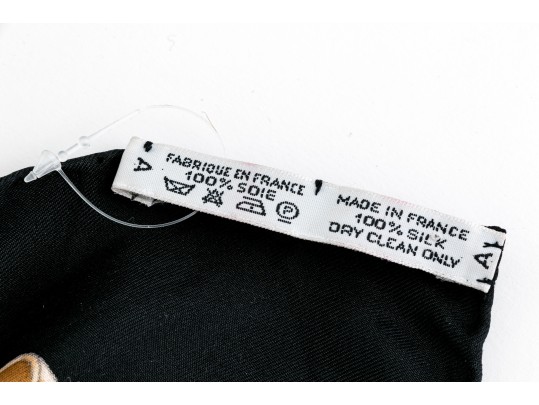 A
FABRIQUE EN FRANCE
100% SOIE
P
MADE IN FRANCE
100% SILK
DRY CLEAN ONLY
A